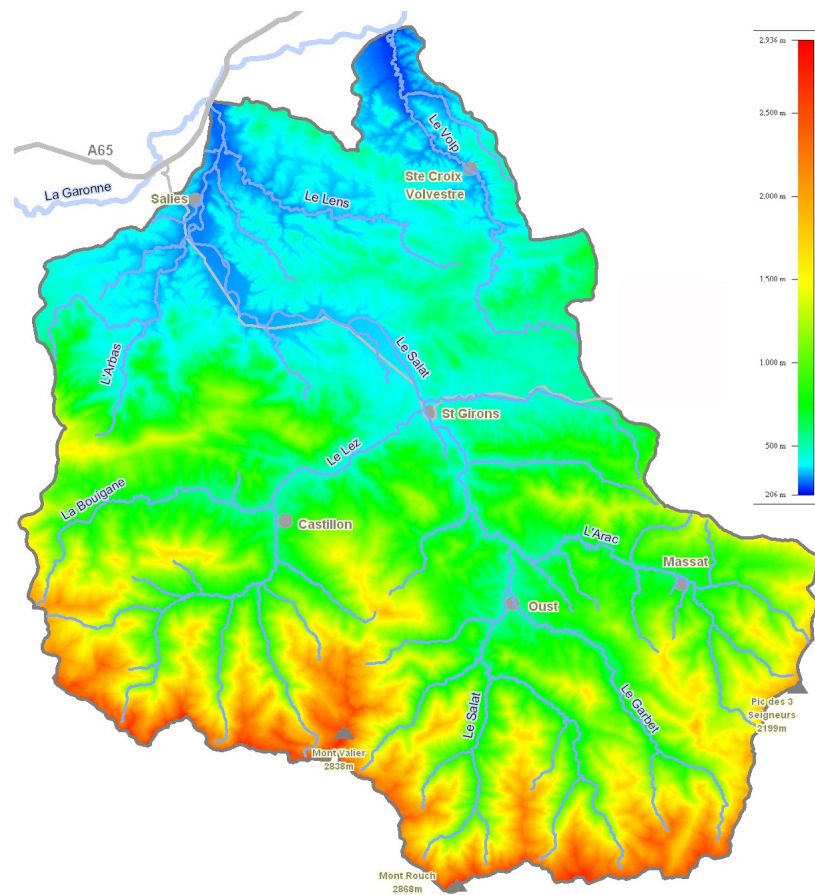 2,936 m
2,500 m
2,000 m
1,500 m
1,000 m
500 m
206 m
A65
La Garonne
Salies
Le Volp
Ste Croix
Volvestre
Le Lens
L'Arbas
Le Salat
St Girons
Le Lez
La Bouigane
Castillon
L'Arac
Massat
Oust
Le Salat
Le Garbet
Pic des 3
Seigneurs
2199m
Mont Valier
2838m
Mont Rouch
2868m